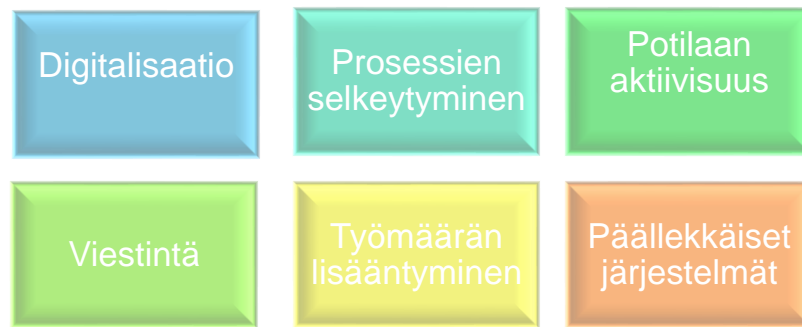 Digitalisaatio
Prosessien
selkeytyminen
Potilaan
aktiivisuus
Viestintä
Työmäärän
lisääntyminen
Päällekkäiset
järjestelmät